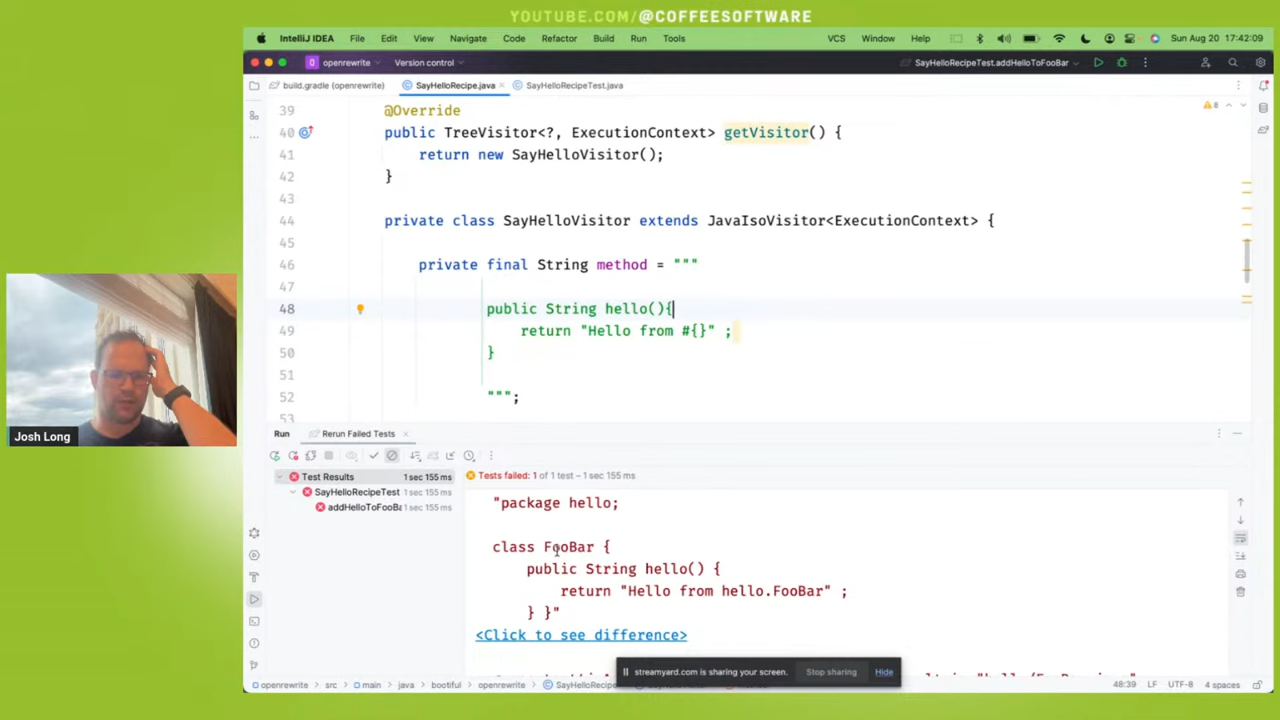 YOUTUBE.COM/@COFFEESOFTWARE
IntelliJ IDEA File Edit View Navigate Code Refactor Build Run Tools VCS Window Help Sun Aug 20 17:42:09
openrewrite Version control SayHelloRecipeTest.addHelloToFooBar
build.gradle (openrewrite) SayHelloRecipe.java SayHelloRecipeTest.java
39 @Override
40 public TreeVisitor<?, ExecutionContext> getVisitor() {
41 return new SayHelloVisitor();
42 }
43
44 private class SayHelloVisitor extends JavaIsoVisitor<ExecutionContext> {
45
46 private final String method = """
47
48 public String hello(){
49 return "Hello from #{}" ;
50 }
51
52 """;
53
8
Josh Long
Run Rerun Failed Tests
Tests failed: 1 of 1 test – 1 sec 155 ms
Test Results 1 sec 155 ms
SayHelloRecipeTest 1 sec 155 ms
addHelloToFooBa 1 sec 155 ms
"package hello;
class FooBar {
public String hello() {
return "Hello from hello.FooBar" ;
} }"
<Click to see difference>
streamyard.com is sharing your screen. Stop sharing Hide
openrewrite src main java bootiful openrewrite SayHelloRecipe 48:39 LF UTF-8 4 spaces